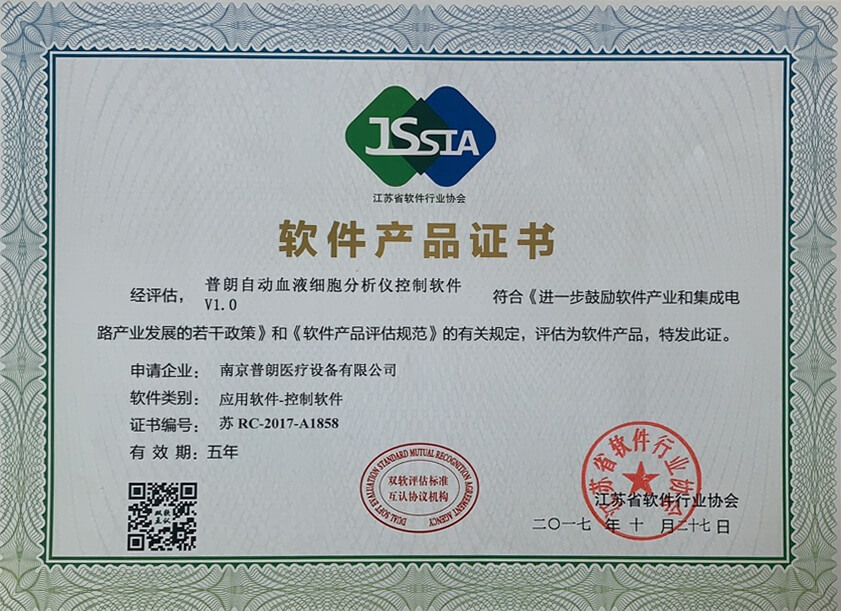 JSSIA
江苏省软件行业协会
软件产品证书
经评估，
普朗自动血液细胞分析仪控制软件
V1.0
符合《进一步鼓励软件产业和集成电
路产业发展的若干政策》和《软件产品评估规范》的有关规定，评估为软件产品，特发此证。
申请企业： 南京普朗医疗设备有限公司
软件类别： 应用软件-控制软件
证书编号： 苏 RC-2017-A1858
有 效 期： 五年
DUAL SOFT EVALUATION STANDARD MUTUAL RECOGNITION AGREEMENT AGENCY
双软评估标准
互认协议机构
江苏省软件行业协会
江苏省软件行业协会
二〇一七 年 十 月二十七日